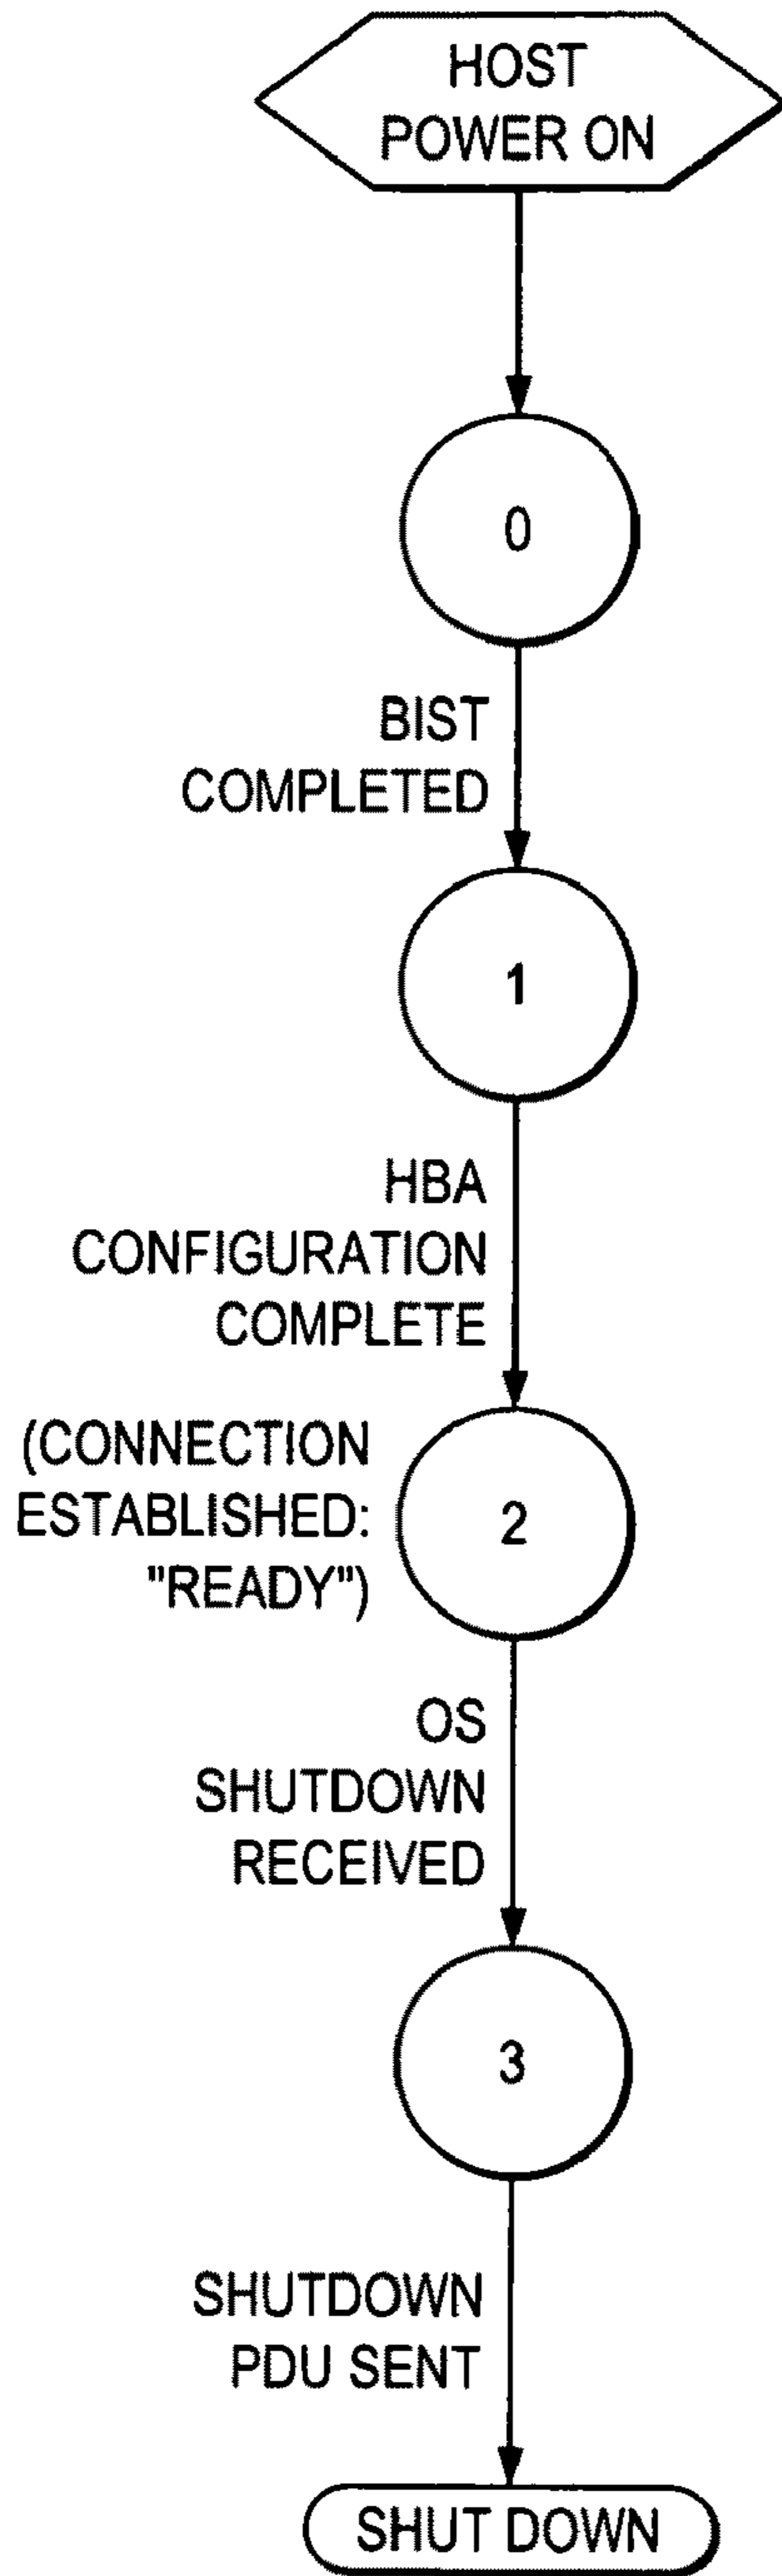 HOST
POWER ON
0
BIST
COMPLETED
1
HBA
CONFIGURATION
COMPLETE
(CONNECTION
ESTABLISHED:
"READY")
2
OS
SHUTDOWN
RECEIVED
3
SHUTDOWN
PDU SENT
SHUT DOWN